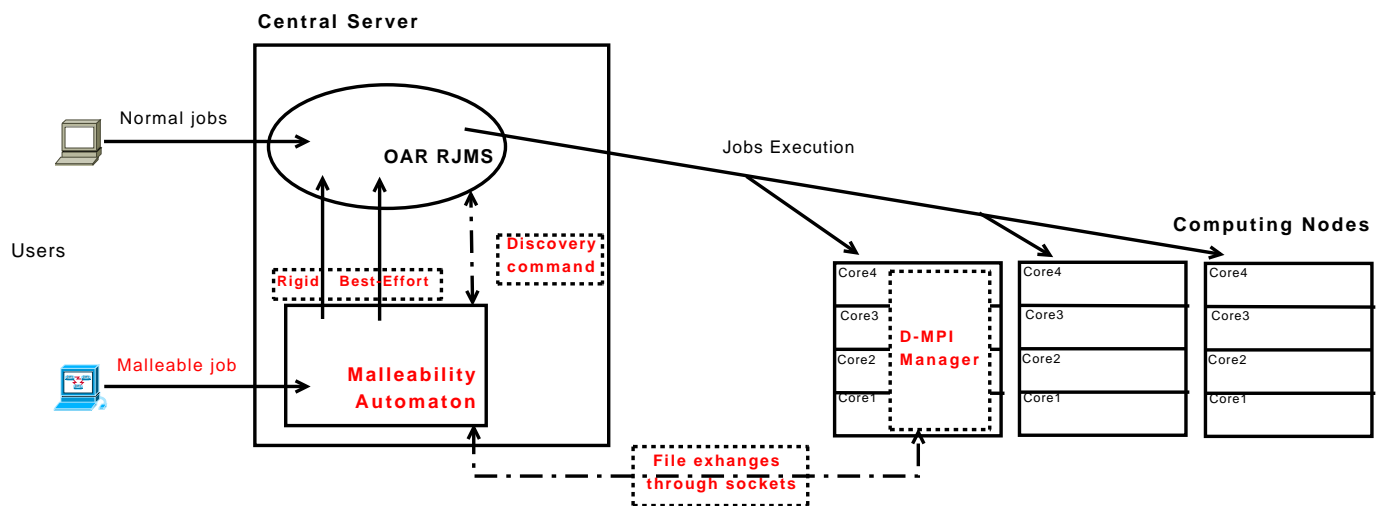 Central Server
Normal jobs
OAR RJMS
Jobs Execution
Users
Computing Nodes
Discovery
command
Rigid
Best-Effort
Malleable job
Malleability
Automaton
Core4
Core3
Core2
Core1
D-MPI
Manager
Core4
Core3
Core2
Core1
Core4
Core3
Core2
Core1
File exhanges
through sockets